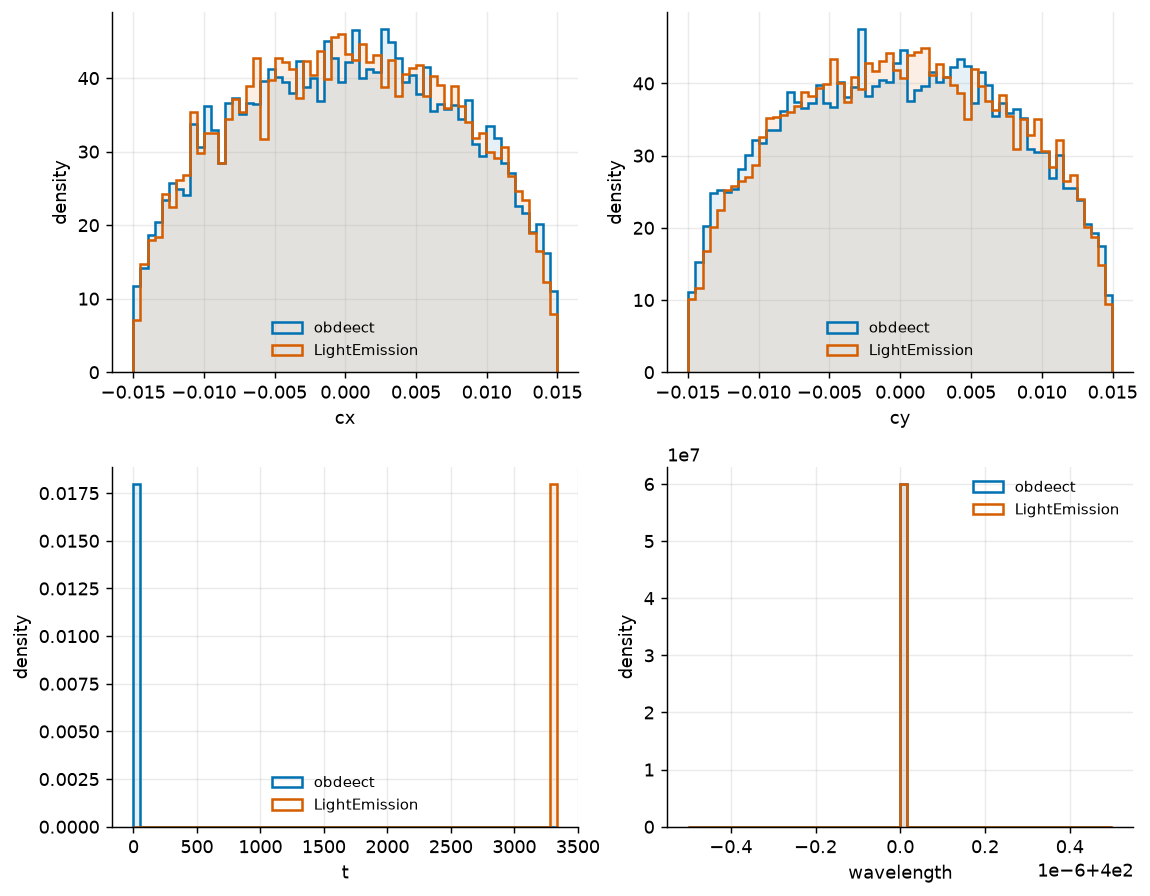 density
40
30
20
10
0
obdeect
LightEmission
−0.015
−0.010
−0.005
0.000
0.005
0.010
0.015
cx
density
40
30
20
10
0
obdeect
LightEmission
−0.015
−0.010
−0.005
0.000
0.005
0.010
0.015
cy
density
0.0175
0.0150
0.0125
0.0100
0.0075
0.0050
0.0025
0.0000
obdeect
LightEmission
0
500
1000
1500
2000
2500
3000
3500
t
1e7
density
6
5
4
3
2
1
0
obdeect
LightEmission
−0.4
−0.2
0.0
0.2
0.4
wavelength
1e-6+4e2